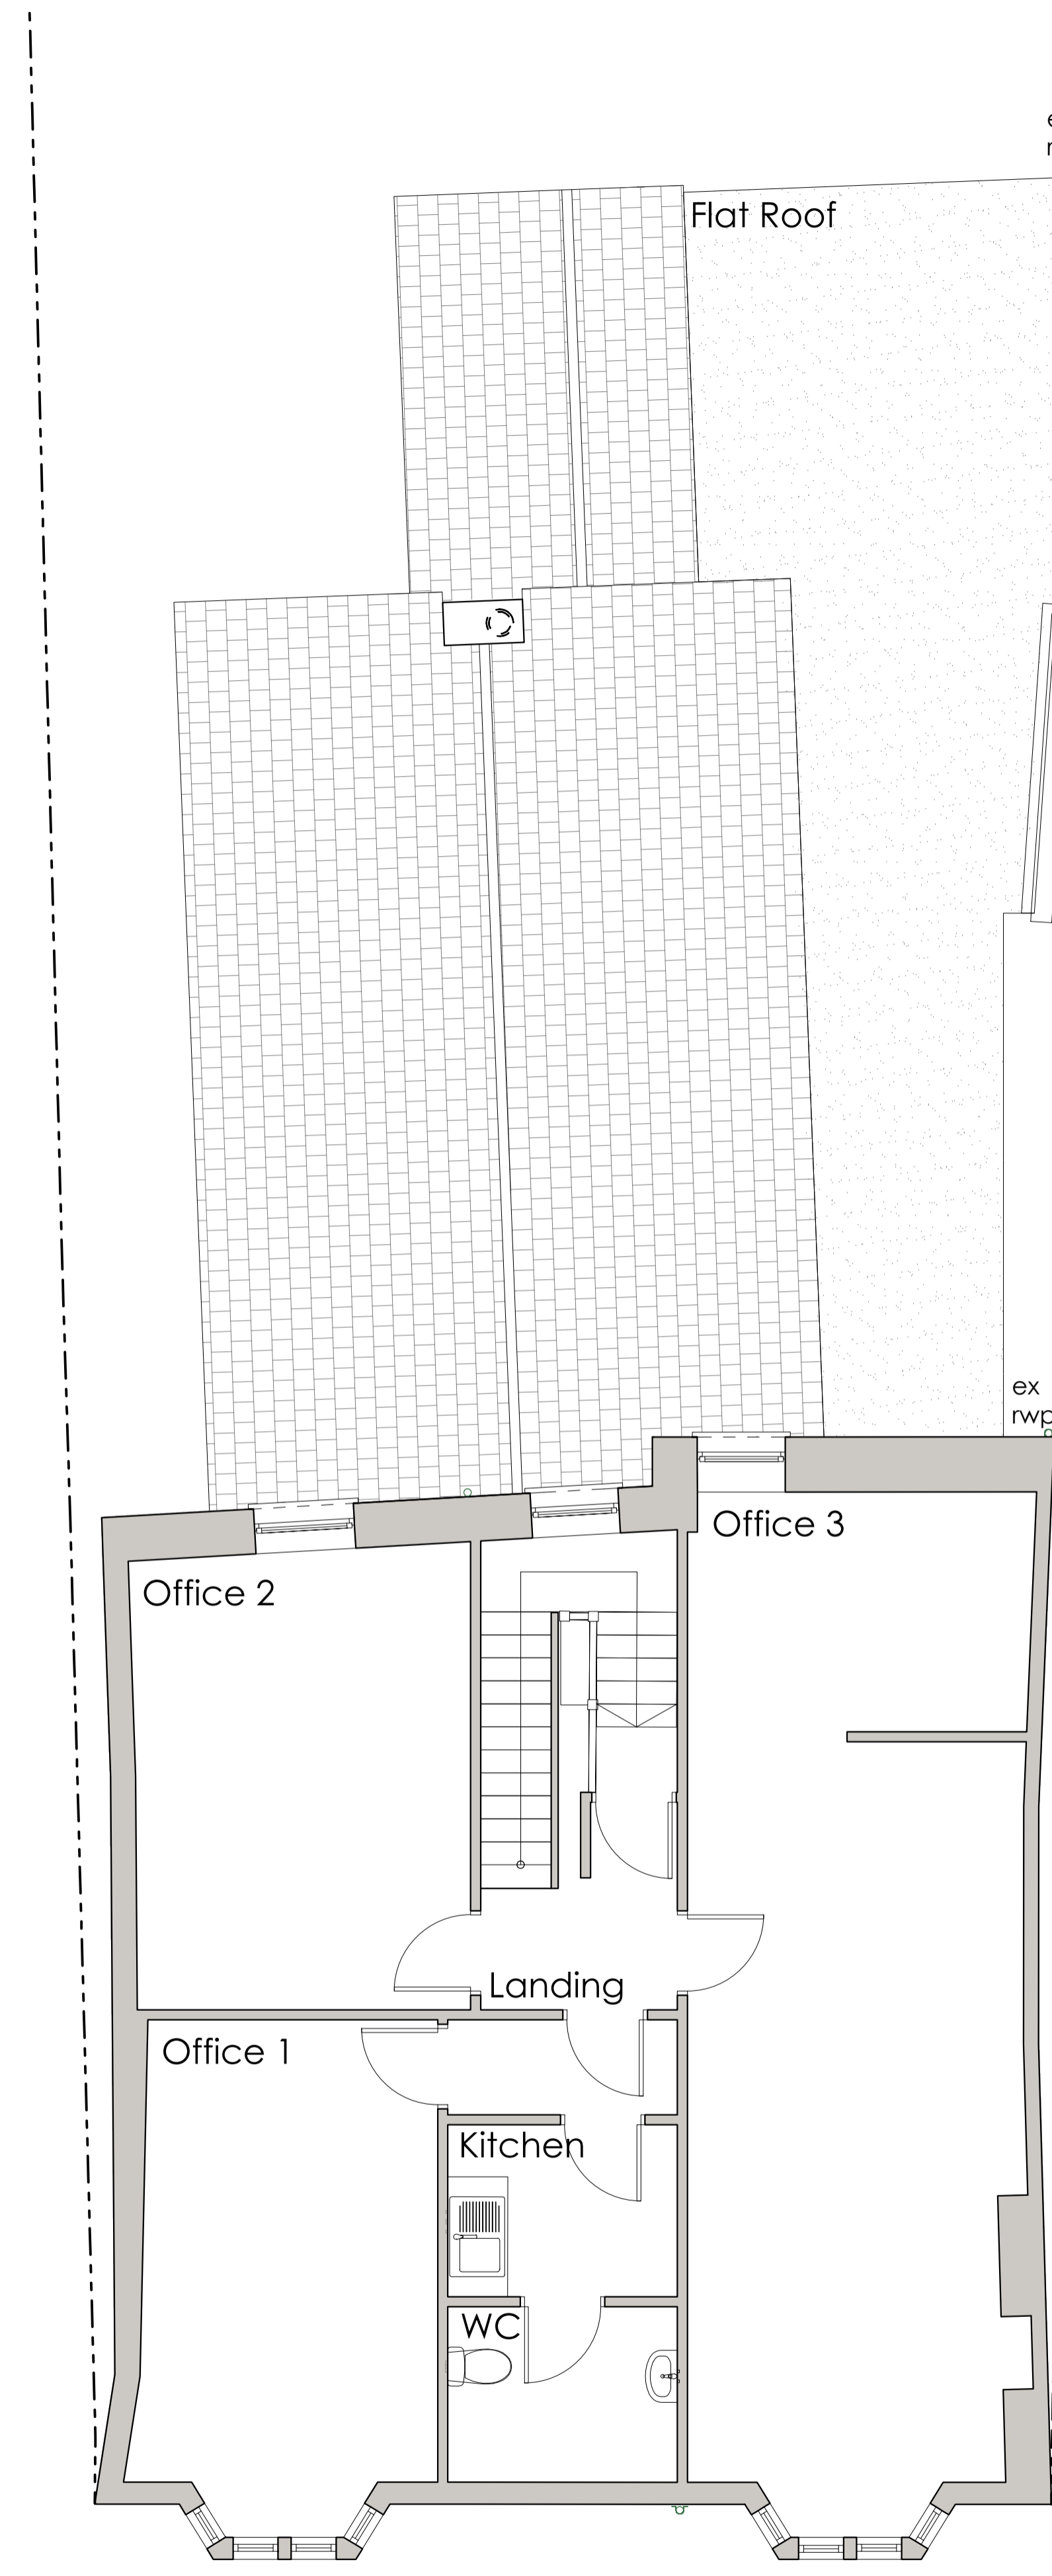 Flat Roof
ex
rwp
Office 3
Office 2
Landing
Office 1
Kitchen
WC